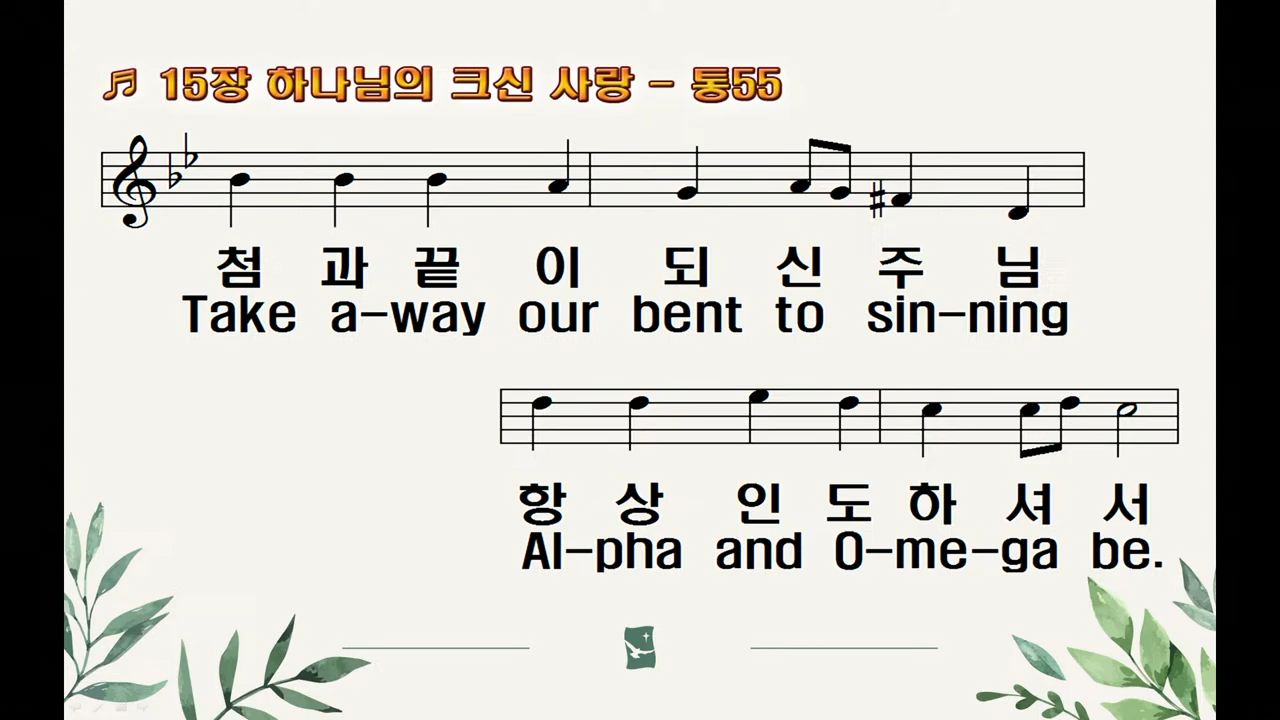 ♬ 15장 하나님의 크신 사랑 - 통55
첨 과 끝 이 되 신 주 님
Take a-way our bent to sin-ning
항 상 인 도 하 셔 서
Al-pha and O-me-ga be.